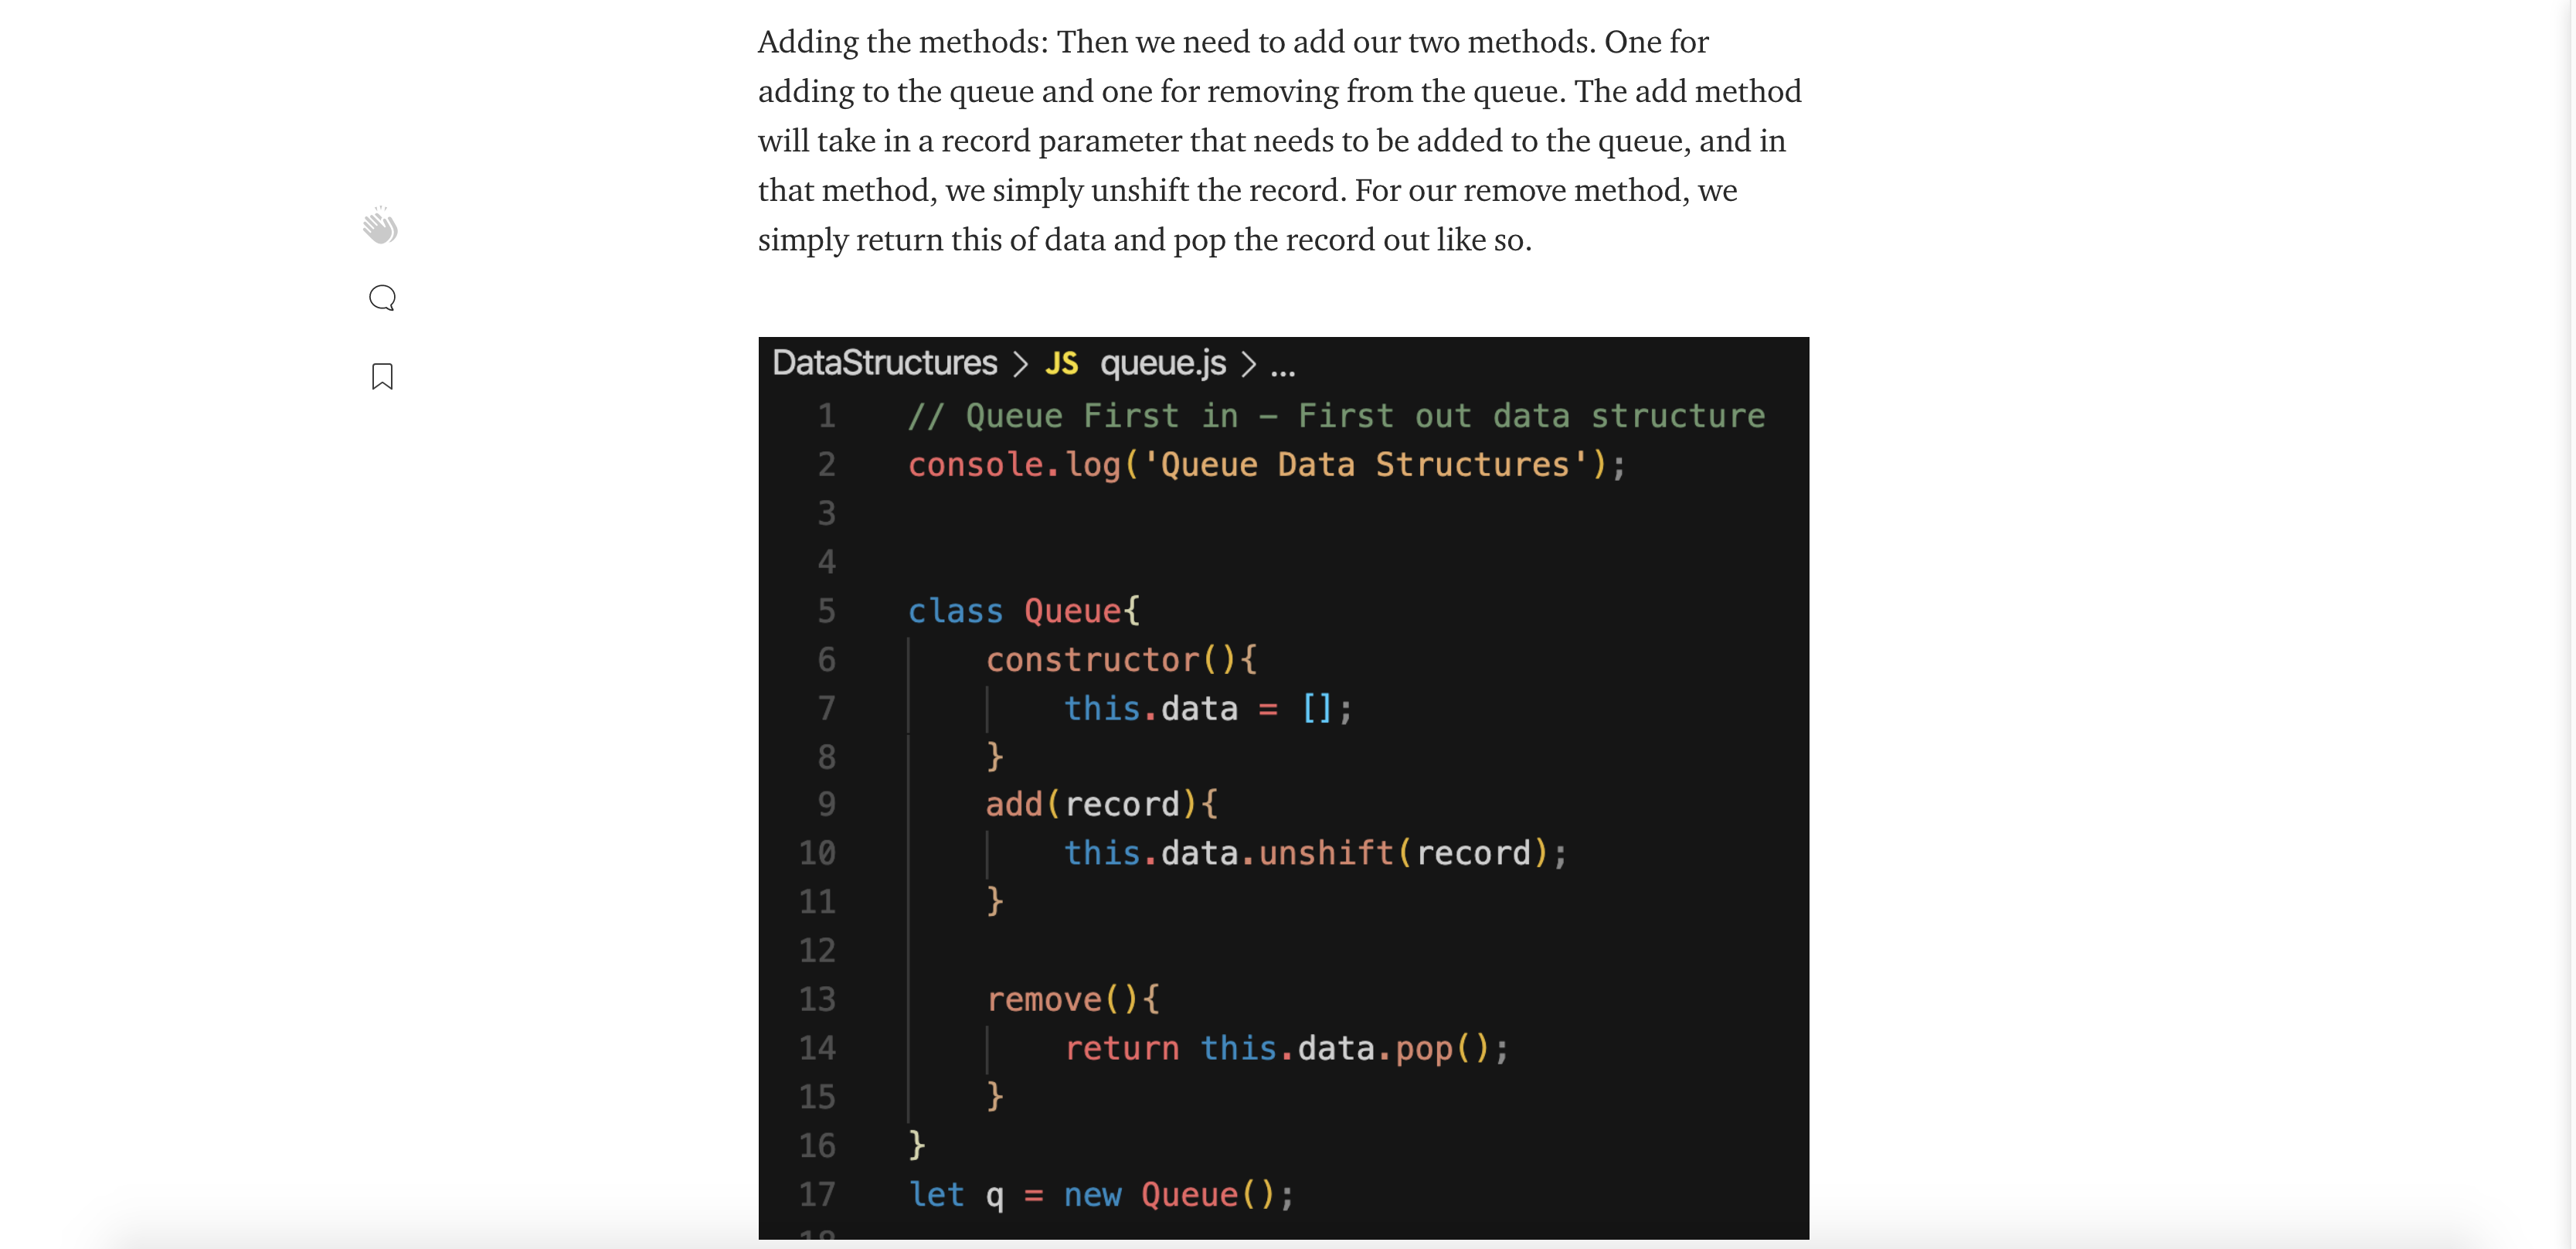 Adding the methods: Then we need to add our two methods. One for
adding to the queue and one for removing from the queue. The add method
will take in a record parameter that needs to be added to the queue, and in
that method, we simply unshift the record. For our remove method, we
simply return this of data and pop the record out like so.
DataStructures > JS queue.js > ...
1 // Queue First in – First out data structure
2 console.log('Queue Data Structures');
3
4
5 class Queue{
6 constructor(){
7 this.data = [];
8 }
9 add(record){
10 this.data.unshift(record);
11 }
12
13 remove(){
14 return this.data.pop();
15 }
16 }
17 let q = new Queue();